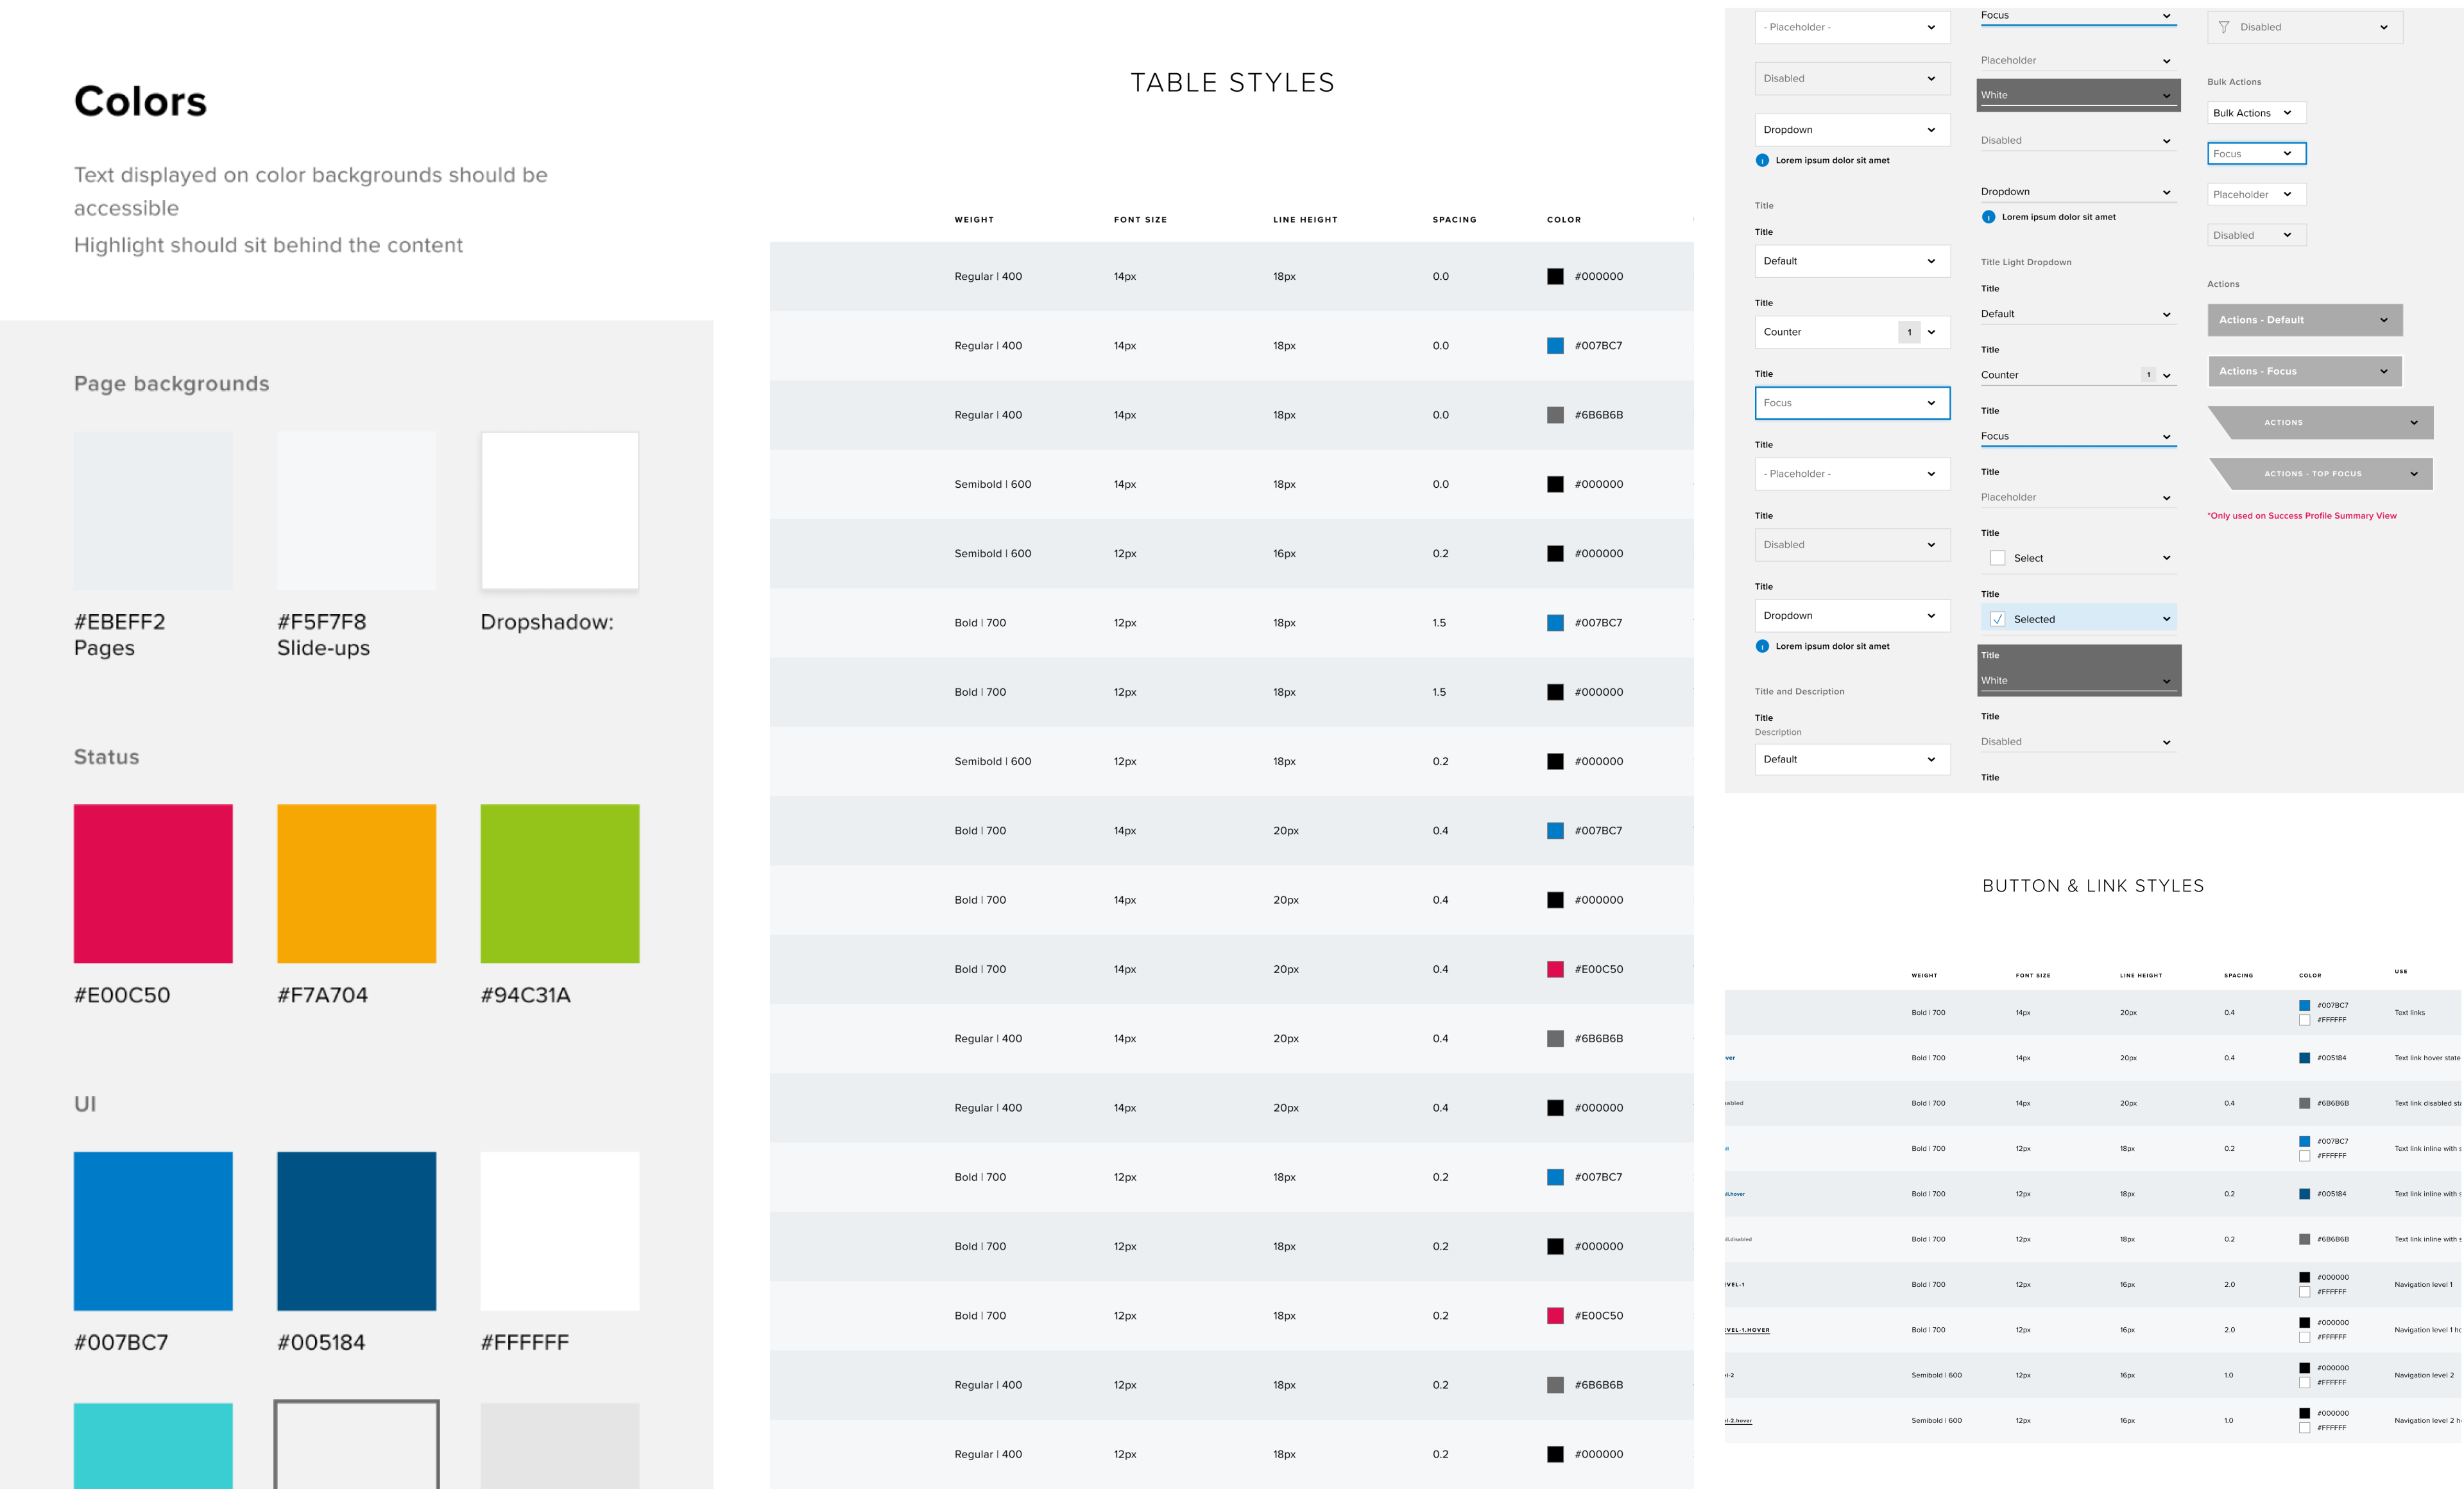 Colors
Text displayed on color backgrounds should be
accessible
Highlight should sit behind the content
Page backgrounds
#EBEFF2
Pages
#F5F7F8
Slide-ups
Dropshadow:
Status
#E00C50 #F7A704 #94C31A
UI
#007BC7 #005184 #FFFFFF
TABLE STYLES
WEIGHT FONT SIZE LINE HEIGHT SPACING COLOR
Regular | 400 14px 18px 0.0 #000000
Regular | 400 14px 18px 0.0 #007BC7
Regular | 400 14px 18px 0.0 #6B6B6B
Semibold | 600 14px 18px 0.0 #000000
Semibold | 600 12px 16px 0.2 #000000
Bold | 700 12px 18px 1.5 #007BC7
Bold | 700 12px 18px 1.5 #000000
Semibold | 600 12px 18px 0.2 #000000
Bold | 700 14px 20px 0.4 #007BC7
Bold | 700 14px 20px 0.4 #000000
Bold | 700 14px 20px 0.4 #E00C50
Regular | 400 14px 20px 0.4 #6B6B6B
Regular | 400 14px 20px 0.4 #000000
Bold | 700 12px 18px 0.2 #007BC7
Bold | 700 12px 18px 0.2 #000000
Bold | 700 12px 18px 0.2 #E00C50
Regular | 400 12px 18px 0.2 #6B6B6B
Regular | 400 12px 18px 0.2 #000000
- Placeholder -
Disabled
Dropdown
Lorem ipsum dolor sit amet
Title
Title
Default
Title
Counter 1
Title
Focus
Title
- Placeholder -
Title
Disabled
Title
Dropdown
Lorem ipsum dolor sit amet
Title and Description
Title
Description
Default
Focus
Placeholder
White
Disabled
Dropdown
Lorem ipsum dolor sit amet
Title Light Dropdown
Title
Default
Title
Counter 1
Title
Focus
Title
Placeholder
Title
Select
Title
Selected
Title
White
Title
Disabled
Title
Disabled
Bulk Actions
Bulk Actions
Focus
Placeholder
Disabled
Actions
Actions - Default
Actions - Focus
ACTIONS
ACTIONS - TOP FOCUS
*Only used on Success Profile Summary View
BUTTON & LINK STYLES
WEIGHT FONT SIZE LINE HEIGHT SPACING COLOR USE
Bold | 700 14px 20px 0.4 #007BC7 #FFFFFF Text links
Bold | 700 14px 20px 0.4 #005184 Text link hover state
Bold | 700 14px 20px 0.4 #6B6B6B Text link disabled
Bold | 700 12px 18px 0.2 #007BC7 #FFFFFF Text link inline with
Bold | 700 12px 18px 0.2 #005184 Text link inline with
Bold | 700 12px 18px 0.2 #6B6B6B Text link inline with
Bold | 700 12px 16px 2.0 #000000 #FFFFFF Navigation level 1
Bold | 700 12px 16px 2.0 #000000 #FFFFFF Navigation level 1
Semibold | 600 12px 16px 1.0 #000000 #FFFFFF Navigation level 2
Semibold | 600 12px 16px 1.0 #000000 #FFFFFF Navigation level 2